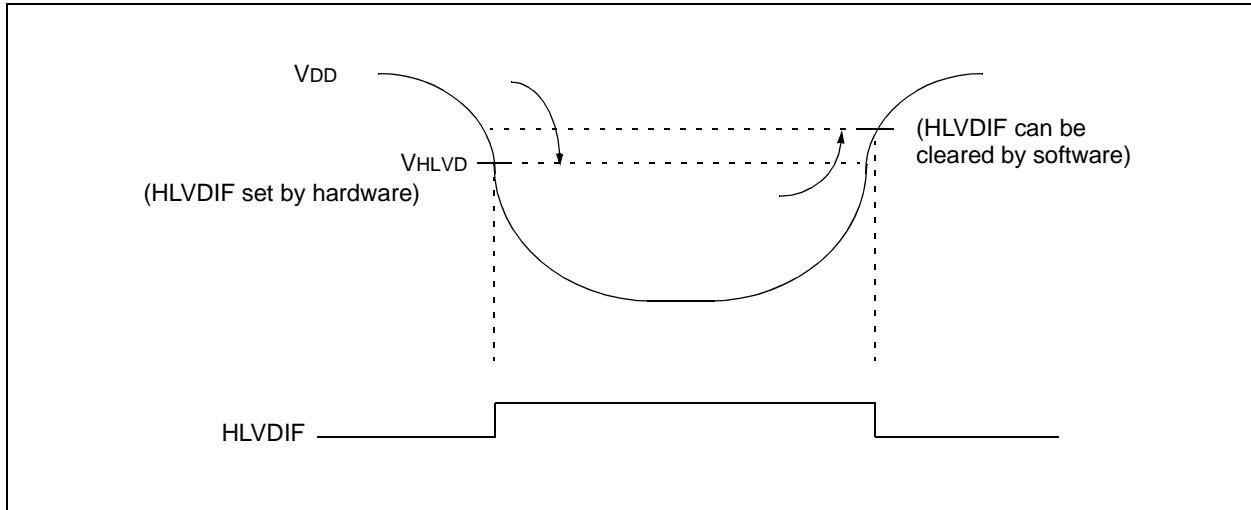 VDD
(HLVDIF can be
cleared by software)
VHLVD
(HLVDIF set by hardware)
HLVDIF